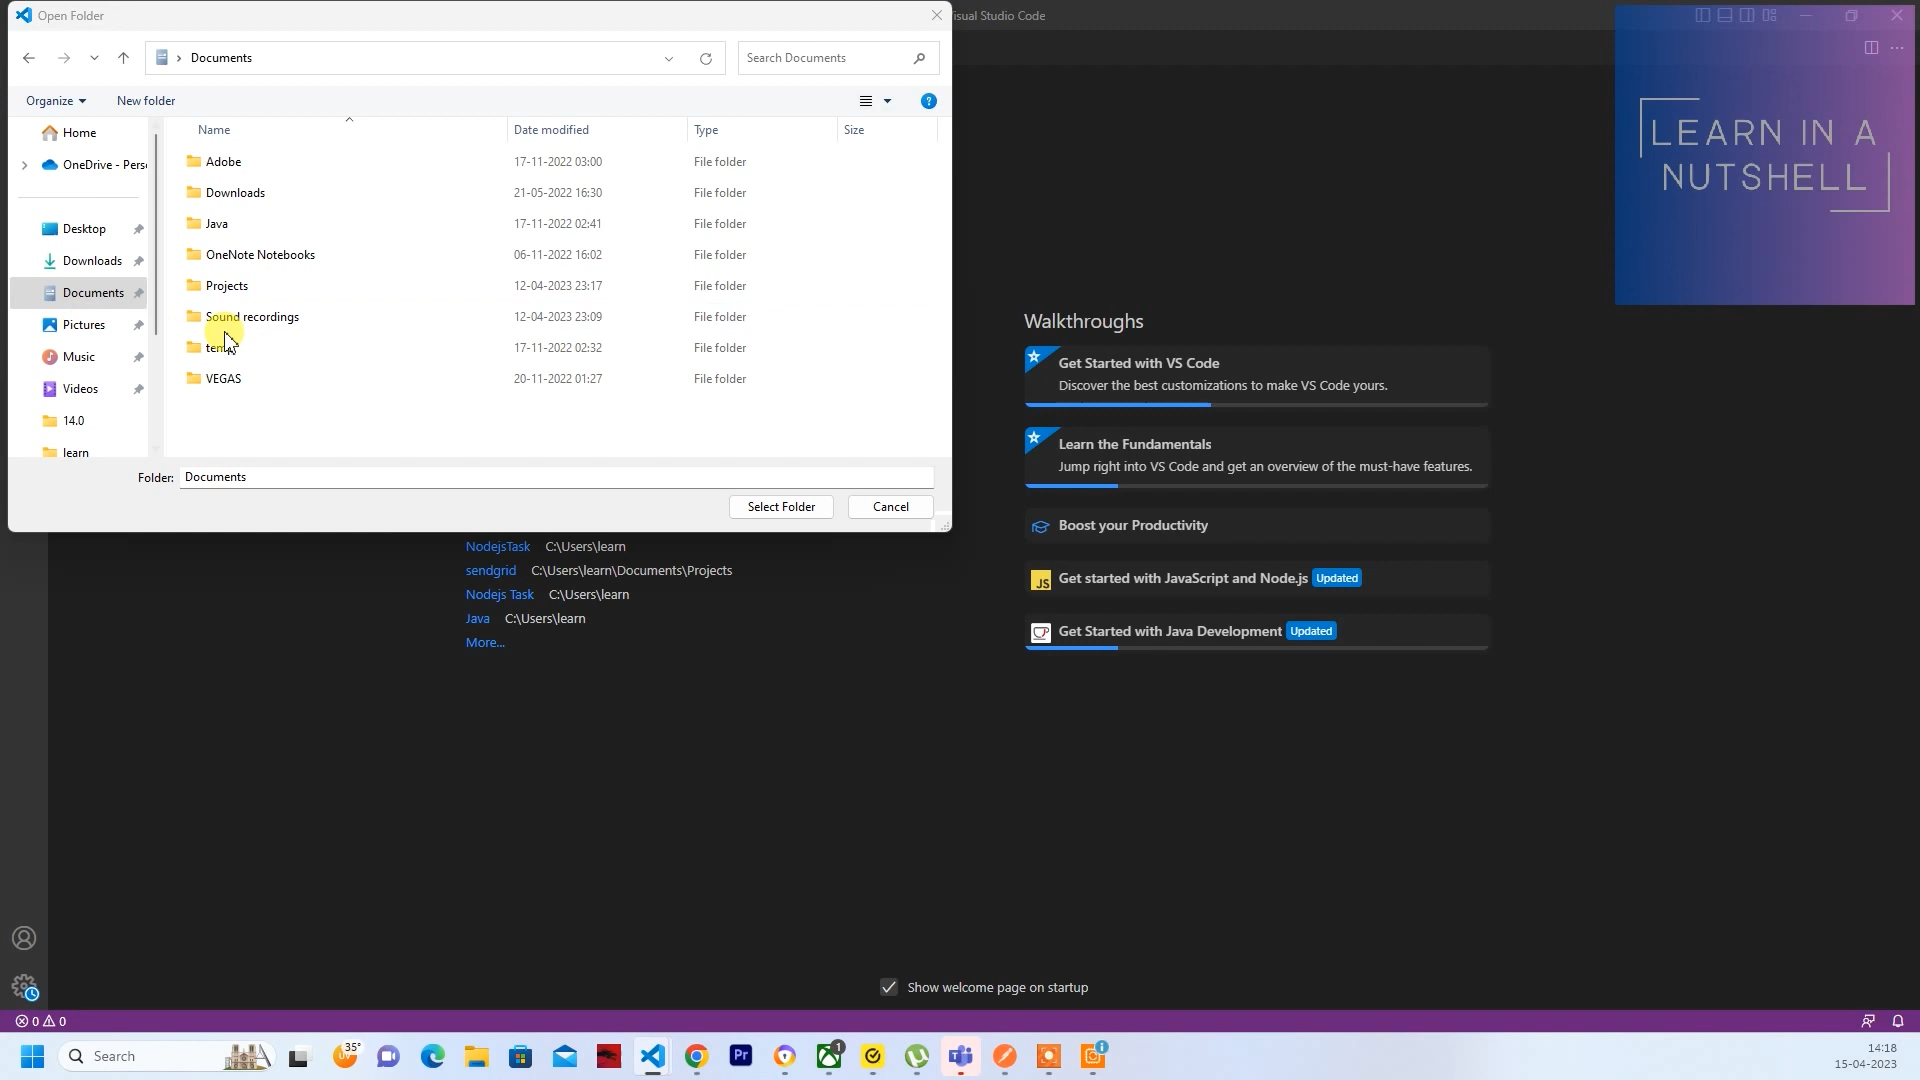 Open Folder
Visual Studio Code
Documents
Search Documents
Organize
New folder
Name
Date modified
Type
Size
Home
OneDrive - Perso
Desktop
Downloads
Documents
Pictures
Music
Videos
14.0
learn
Adobe 17-11-2022 03:00 File folder
Downloads 21-05-2022 16:30 File folder
Java 17-11-2022 02:41 File folder
OneNote Notebooks 06-11-2022 16:02 File folder
Projects 12-04-2023 23:17 File folder
Sound recordings 12-04-2023 23:09 File folder
17-11-2022 02:32 File folder
VEGAS 20-11-2022 01:27 File folder
Folder: Documents
Select Folder
Cancel
LEARN IN A
NUTSHELL
NodejsTask C:\Users\learn
sendgrid C:\Users\learn\Documents\Projects
Nodejs Task C:\Users\learn
Java C:\Users\learn
More...
Walkthroughs
Get Started with VS Code
Discover the best customizations to make VS Code yours.
Learn the Fundamentals
Jump right into VS Code and get an overview of the must-have features.
Boost your Productivity
JS
Get started with JavaScript and Node.js Updated
Get Started with Java Development Updated
Show welcome page on startup
0 0
Search
35°
Pr
1
14:18
15-04-2023